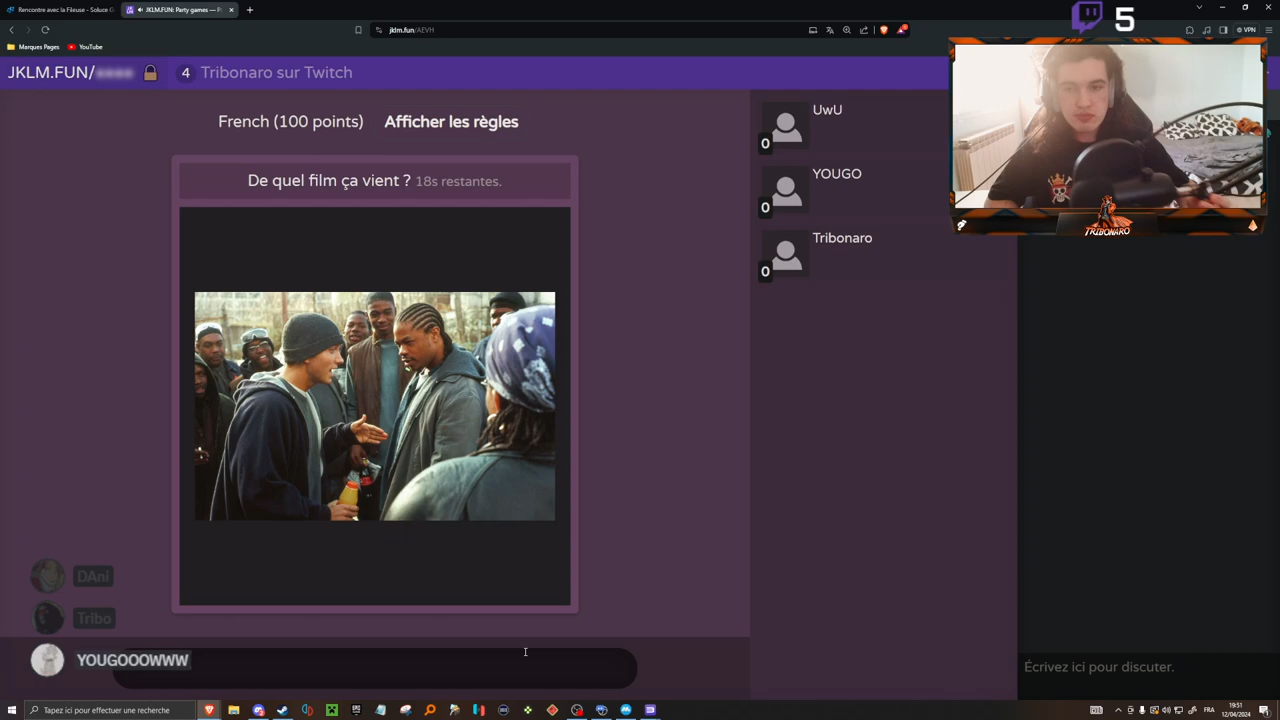 Rencontre avec la Fileuse - Soluce G
JKLM.FUN: Party games — P
5
jklm.fun/AEVH
VPN
Marques Pages
YouTube
JKLM.FUN/
4
Tribonaro sur Twitch
French (100 points)
Afficher les règles
De quel film ça vient ? 18s restantes.
UwU
0
YOUGO
0
Tribonaro
0
TRIBONARO
DAni
Tribo
YOUGOOOWWW
Écrivez ici pour discuter.
Tapez ici pour effectuer une recherche
FRA
19:51
12/04/2024